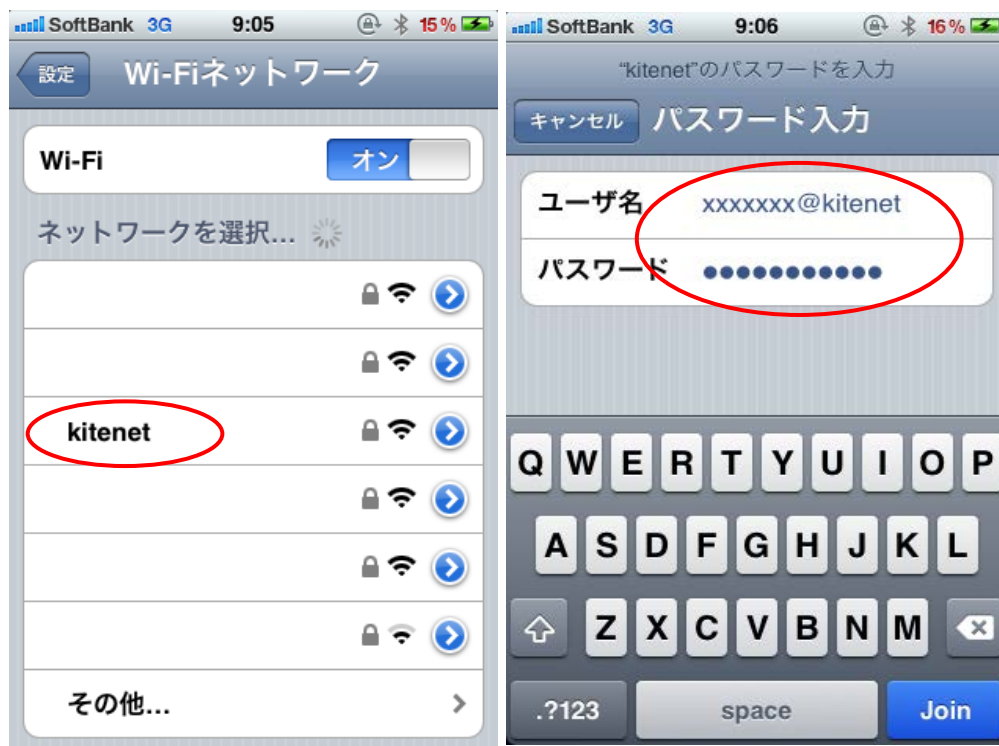 SoftBank 3G 9:05 15%
設定 Wi-Fiネットワーク
Wi-Fi オン
ネットワークを選択...
kitenet
その他...
SoftBank 3G 9:06 16%
“kitenet”のパスワードを入力
キャンセル パスワード入力
ユーザ名 xxxxxxx@kitenet
パスワード ●●●●●●●●●●●
Q W E R T Y U I O P
A S D F G H J K L
Z X C V B N M
.?123 space Join